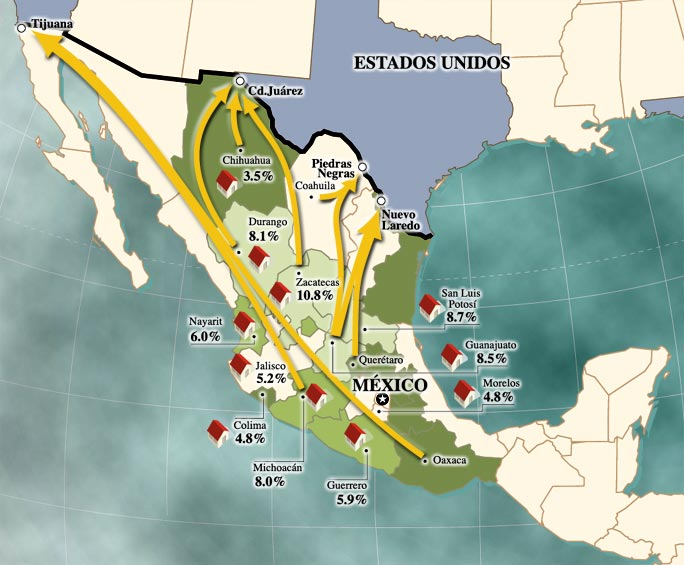 Tijuana
ESTADOS UNIDOS
Cd.Juárez
Chihuahua
3.5%
Piedras
Negras
Coahuila
Nuevo
Laredo
Durango
8.1%
Zacatecas
10.8%
San Luis
Potosí
8.7%
Nayarit
6.0%
Guanajuato
8.5%
Querétaro
Jalisco
5.2%
MÉXICO
Morelos
4.8%
Colima
4.8%
Michoacán
8.0%
Guerrero
5.9%
Oaxaca